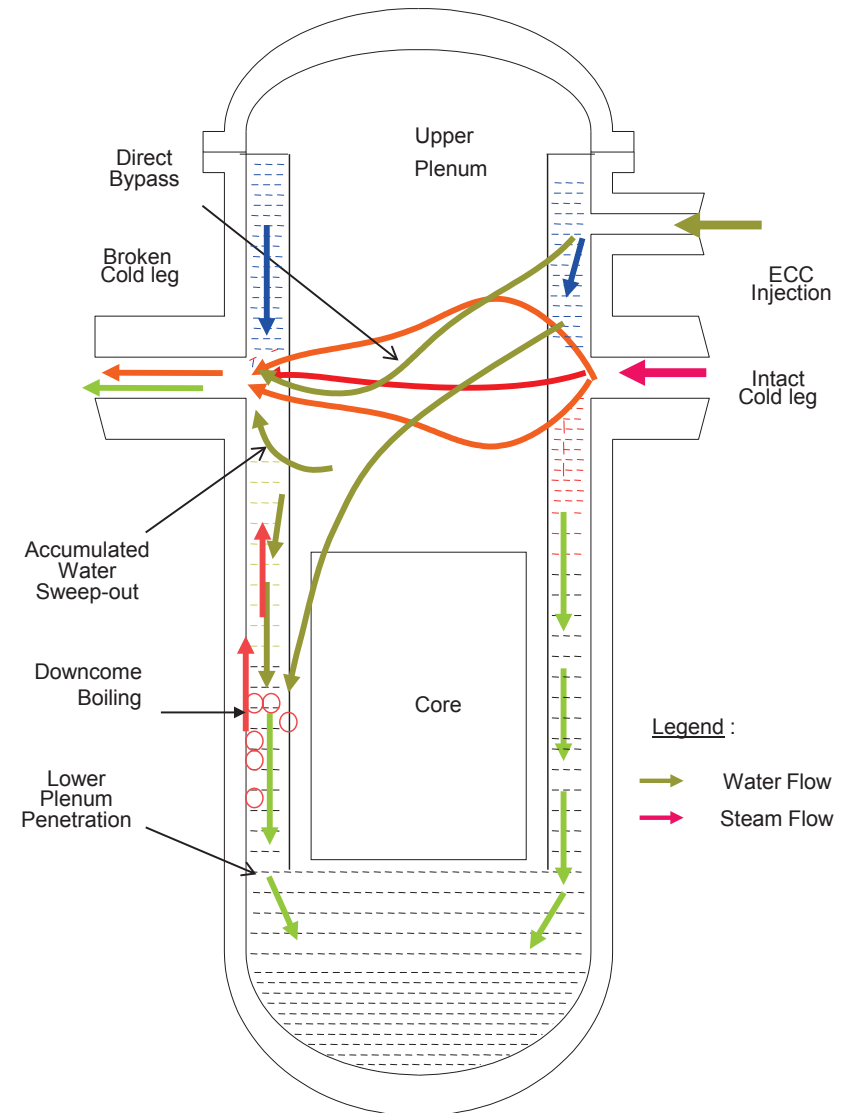 Upper
Plenum
Direct
Bypass
Broken
Cold leg
ECC
Injection
Intact
Cold leg
Accumulated
Water
Sweep-out
Downcome
Boiling
Core
Legend :
Water Flow
Steam Flow
Lower
Plenum
Penetration